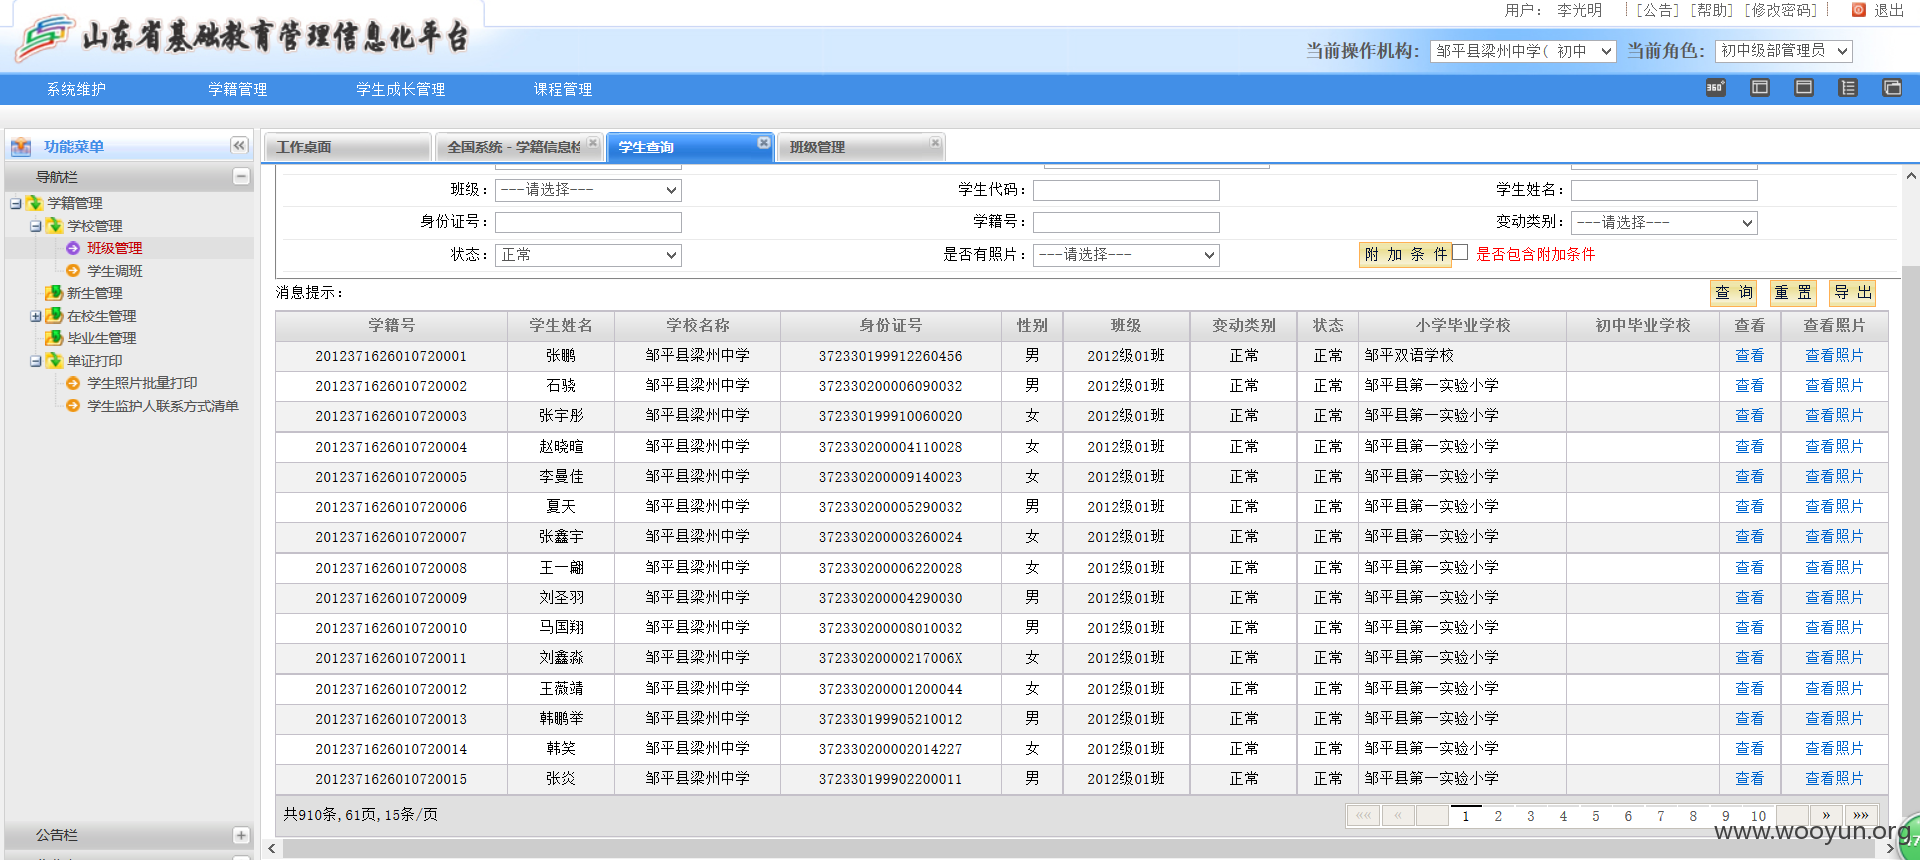 山东省基础教育管理信息化平台
用户： 李光明 [公告] [帮助] [修改密码] 退出
当前操作机构： 邹平县梁州中学( 初中 当前角色： 初中级部管理员
系统维护 学籍管理 学生成长管理 课程管理
功能菜单
导航栏
学籍管理
学校管理
班级管理
学生调班
新生管理
在校生管理
毕业生管理
单证打印
学生照片批量打印
学生监护人联系方式清单
公告栏
工作桌面 全国系统 - 学籍信息 学生查询 班级管理
班级： ---请选择--- 学生代码： 学生姓名：
身份证号： 学籍号： 变动类别： ---请选择---
状态： 正常 是否有照片： ---请选择--- 附 加 条 件 是否包含附加条件
消息提示： 查 询 重 置 导 出
学籍号 学生姓名 学校名称 身份证号 性别 班级 变动类别 状态 小学毕业学校 初中毕业学校 查看 查看照片
2012371626010720001 张鹏 邹平县梁州中学 372330199912260456 男 2012级01班 正常 正常 邹平双语学校 查看 查看照片
2012371626010720002 石骁 邹平县梁州中学 372330200006090032 男 2012级01班 正常 正常 邹平县第一实验小学 查看 查看照片
2012371626010720003 张宇彤 邹平县梁州中学 372330199910060020 女 2012级01班 正常 正常 邹平县第一实验小学 查看 查看照片
2012371626010720004 赵晓暄 邹平县梁州中学 372330200004110028 女 2012级01班 正常 正常 邹平县第一实验小学 查看 查看照片
2012371626010720005 李曼佳 邹平县梁州中学 372330200009140023 女 2012级01班 正常 正常 邹平县第一实验小学 查看 查看照片
2012371626010720006 夏天 邹平县梁州中学 372330200005290032 男 2012级01班 正常 正常 邹平县第一实验小学 查看 查看照片
2012371626010720007 张鑫宇 邹平县梁州中学 372330200003260024 女 2012级01班 正常 正常 邹平县第一实验小学 查看 查看照片
2012371626010720008 王一翩 邹平县梁州中学 372330200006220028 女 2012级01班 正常 正常 邹平县第一实验小学 查看 查看照片
2012371626010720009 刘圣羽 邹平县梁州中学 372330200004290030 男 2012级01班 正常 正常 邹平县第一实验小学 查看 查看照片
2012371626010720010 马国翔 邹平县梁州中学 372330200008010032 男 2012级01班 正常 正常 邹平县第一实验小学 查看 查看照片
2012371626010720011 刘鑫淼 邹平县梁州中学 37233020000217006X 女 2012级01班 正常 正常 邹平县第一实验小学 查看 查看照片
2012371626010720012 王薇靖 邹平县梁州中学 372330200001200044 女 2012级01班 正常 正常 邹平县第一实验小学 查看 查看照片
2012371626010720013 韩鹏举 邹平县梁州中学 372330199905210012 男 2012级01班 正常 正常 邹平县第一实验小学 查看 查看照片
2012371626010720014 韩笑 邹平县梁州中学 372330200002014227 女 2012级01班 正常 正常 邹平县第一实验小学 查看 查看照片
2012371626010720015 张炎 邹平县梁州中学 372330199902200011 男 2012级01班 正常 正常 邹平县第一实验小学 查看 查看照片
共910条,61页,15条/页 «« « 1 2 3 4 5 6 7 8 9 10 » »»
www.wooyun.org